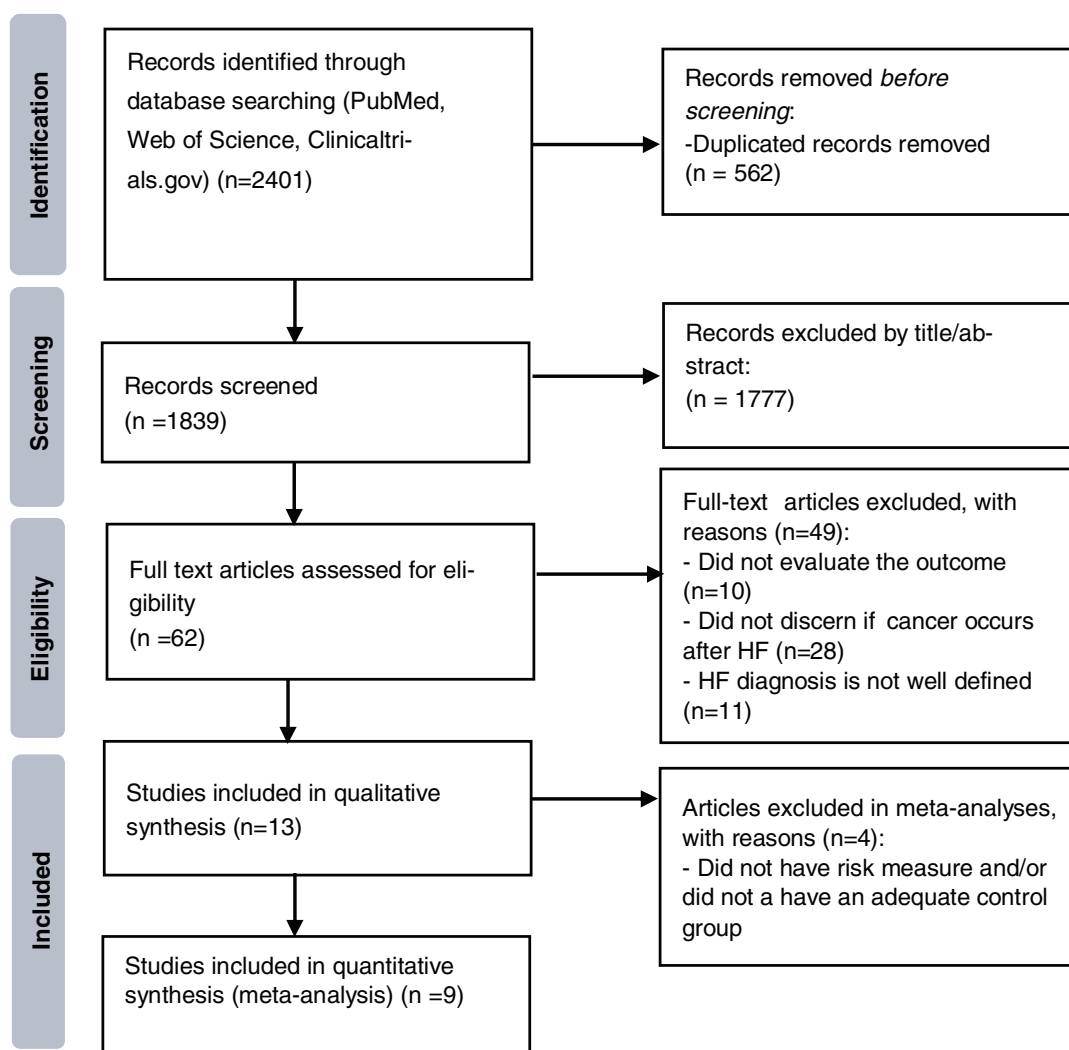 Identification
Records identified through
database searching (PubMed,
Web of Science, Clinicaltri-
als.gov) (n=2401)
Records removed before
screening:
-Duplicated records removed
(n = 562)
Screening
Records screened
(n =1839)
Records excluded by title/ab-
stract:
(n = 1777)
Eligibility
Full text articles assessed for eli-
gibility
(n =62)
Full-text articles excluded, with
reasons (n=49):
- Did not evaluate the outcome
(n=10)
- Did not discern if cancer occurs
after HF (n=28)
- HF diagnosis is not well defined
(n=11)
Included
Studies included in qualitative
synthesis (n=13)
Articles excluded in meta-analyses,
with reasons (n=4):
- Did not have risk measure and/or
did not a have an adequate control
group
Studies included in quantitative
synthesis (meta-analysis) (n =9)